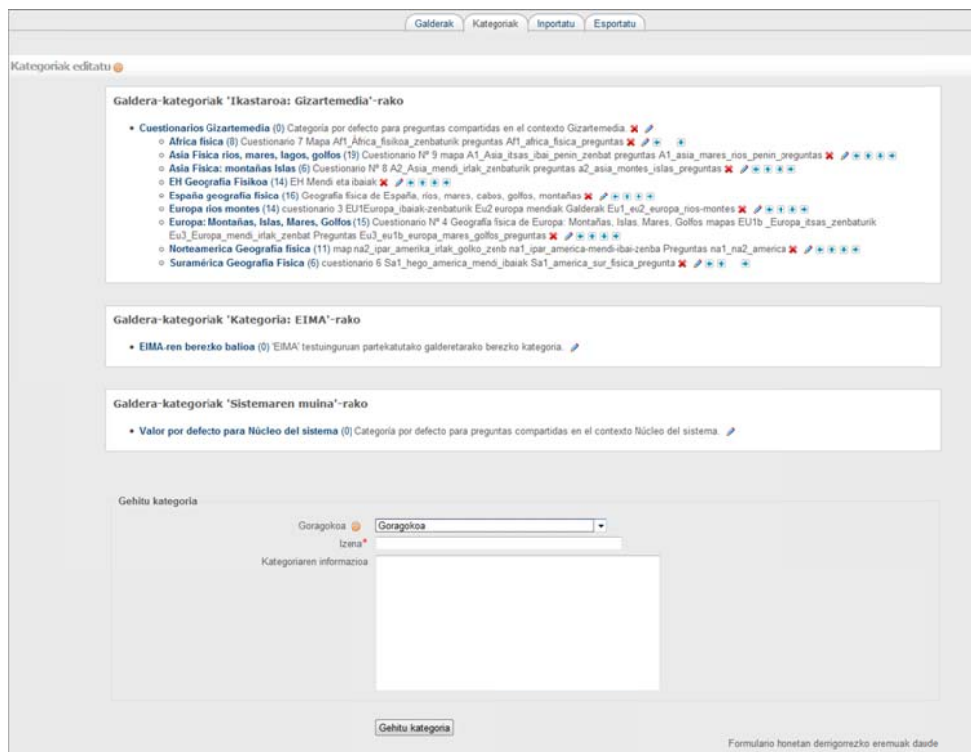 Galderak Kategoriak Inportatu Esportatu
Kategoriak editatu
Galdera-kategoriak 'Ikastaroa: Gizartemedia'-rako
• Cuestionarios Gizartemedia (0) Categoría por defecto para preguntas compartidas en el contexto Gizartemedia.
Africa física (8) Cuestionario 7 Mapa Af1_África_fisikoa_zenbaturik preguntas Af1_africa_fisica_preguntas
Asia Física rios, mares, lagos, golfos (19) Cuestionario Nº 9 mapa A1_Asia_itsas_ibai_penin_zenbat preguntas A1_asia_mares_rios_penin_preguntas
Asia Fisica: montañas Islas (6) Cuestionario Nº 8 A2_Asia_mendi_irlak_zenbaturik preguntas a2_asia_montes_islas_preguntas
EH Geografia Fisikoa (14) EH Mendi eta ibaiak
España geografía física (16) Geografía física de España, ríos, mares, cabos, golfos, montañas
Europa rios montes (14) cuestionario 3 EU1Europa_ibaiak-zenbaturik Eu2 europa mendiak Galderak Eu1_eu2_europa_rios-montes
Europa: Montañas, Islas, Mares, Golfos (15) Cuestionario Nº 4 Geografía física de Europa: Montañas, Islas, Mares, Golfos mapas EU1b _Europa_itsas_zenbaturik
Eu3_Europa_mendi_irlak_zenbat Preguntas Eu3_eu1b_europa_mares_golfos_preguntas
Norteamerica Geografía física (11) map na2_ipar_amerika_irlak_golko_zenb na1_ipar_america-mendi-ibai-zenba Preguntas na1_na2_america
Suramérica Geografía Física (6) cuestionario 6 Sa1_hego_america_mendi_ibaiak Sa1_america_sur_fisica_pregunta
Galdera-kategoriak 'Kategoria: EIMA'-rako
• EIMA-ren berezko balioa (0) 'EIMA' testuinguruan partekatutako galderetarako berezko kategoria.
Galdera-kategoriak 'Sistemaren muina'-rako
• Valor por defecto para Núcleo del sistema (0) Categoría por defecto para preguntas compartidas en el contexto Núcleo del sistema.
Gehitu kategoria
Goragokoa Goragokoa
Izena*
Kategoriaren informazioa
Gehitu kategoria
Formulario honetan derrigorrezko eremuak daude